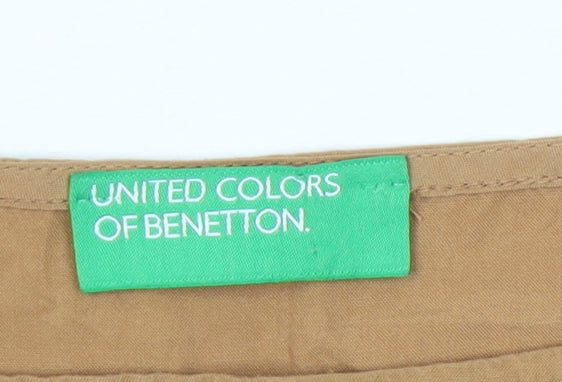 UNITED COLORS
OF BENETTON.